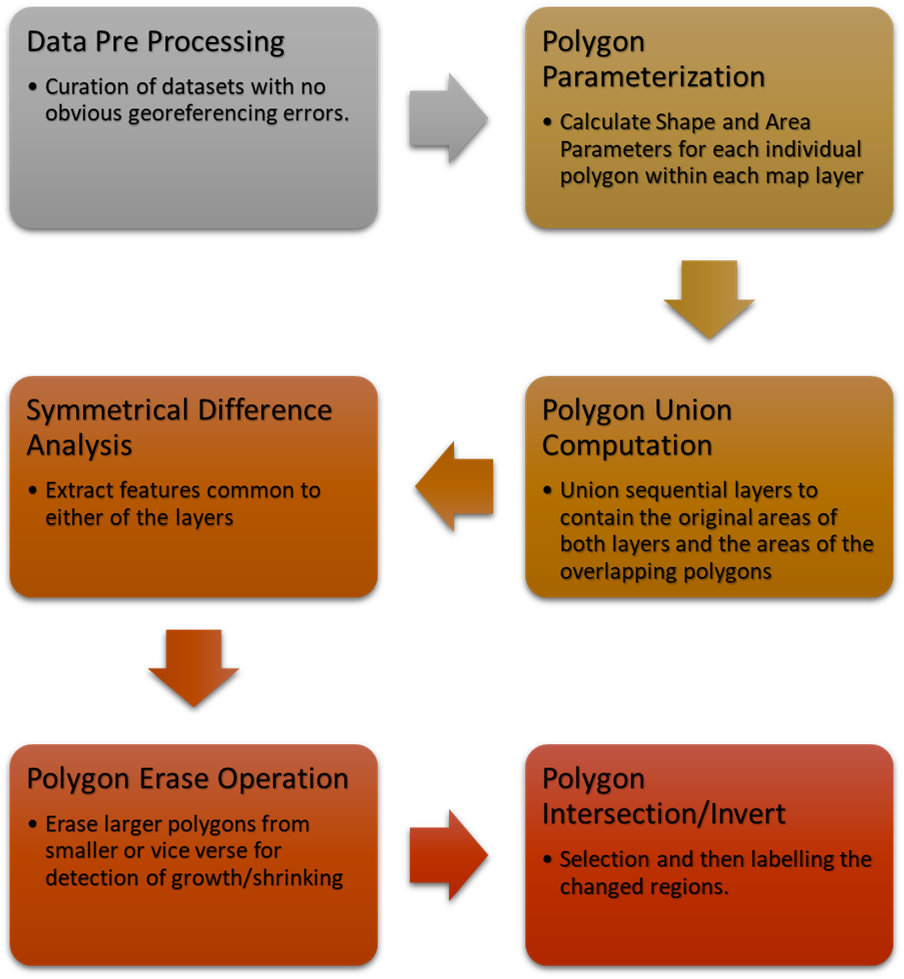 Data Pre Processing
• Curation of datasets with no
obvious georeferencing errors.
Polygon
Parameterization
• Calculate Shape and Area
Parameters for each individual
polygon within each map layer
Polygon Union
Computation
• Union sequential layers to
contain the original areas of
both layers and the areas of the
overlapping polygons
Symmetrical Difference
Analysis
• Extract features common to
either of the layers
Polygon Erase Operation
• Erase larger polygons from
smaller or vice verse for
detection of growth/shrinking
Polygon
Intersection/Invert
• Selection and then labelling the
changed regions.